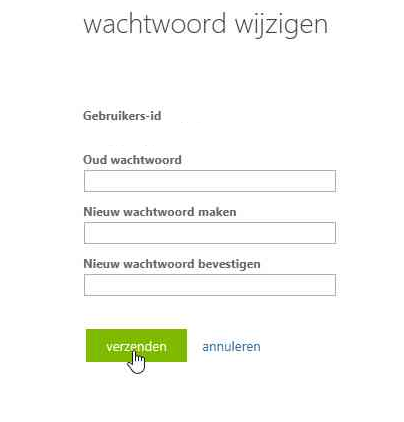 wachtwoord wijzigen
Gebruikers-id
Oud wachtwoord
Nieuw wachtwoord maken
Nieuw wachtwoord bevestigen
verzenden annuleren